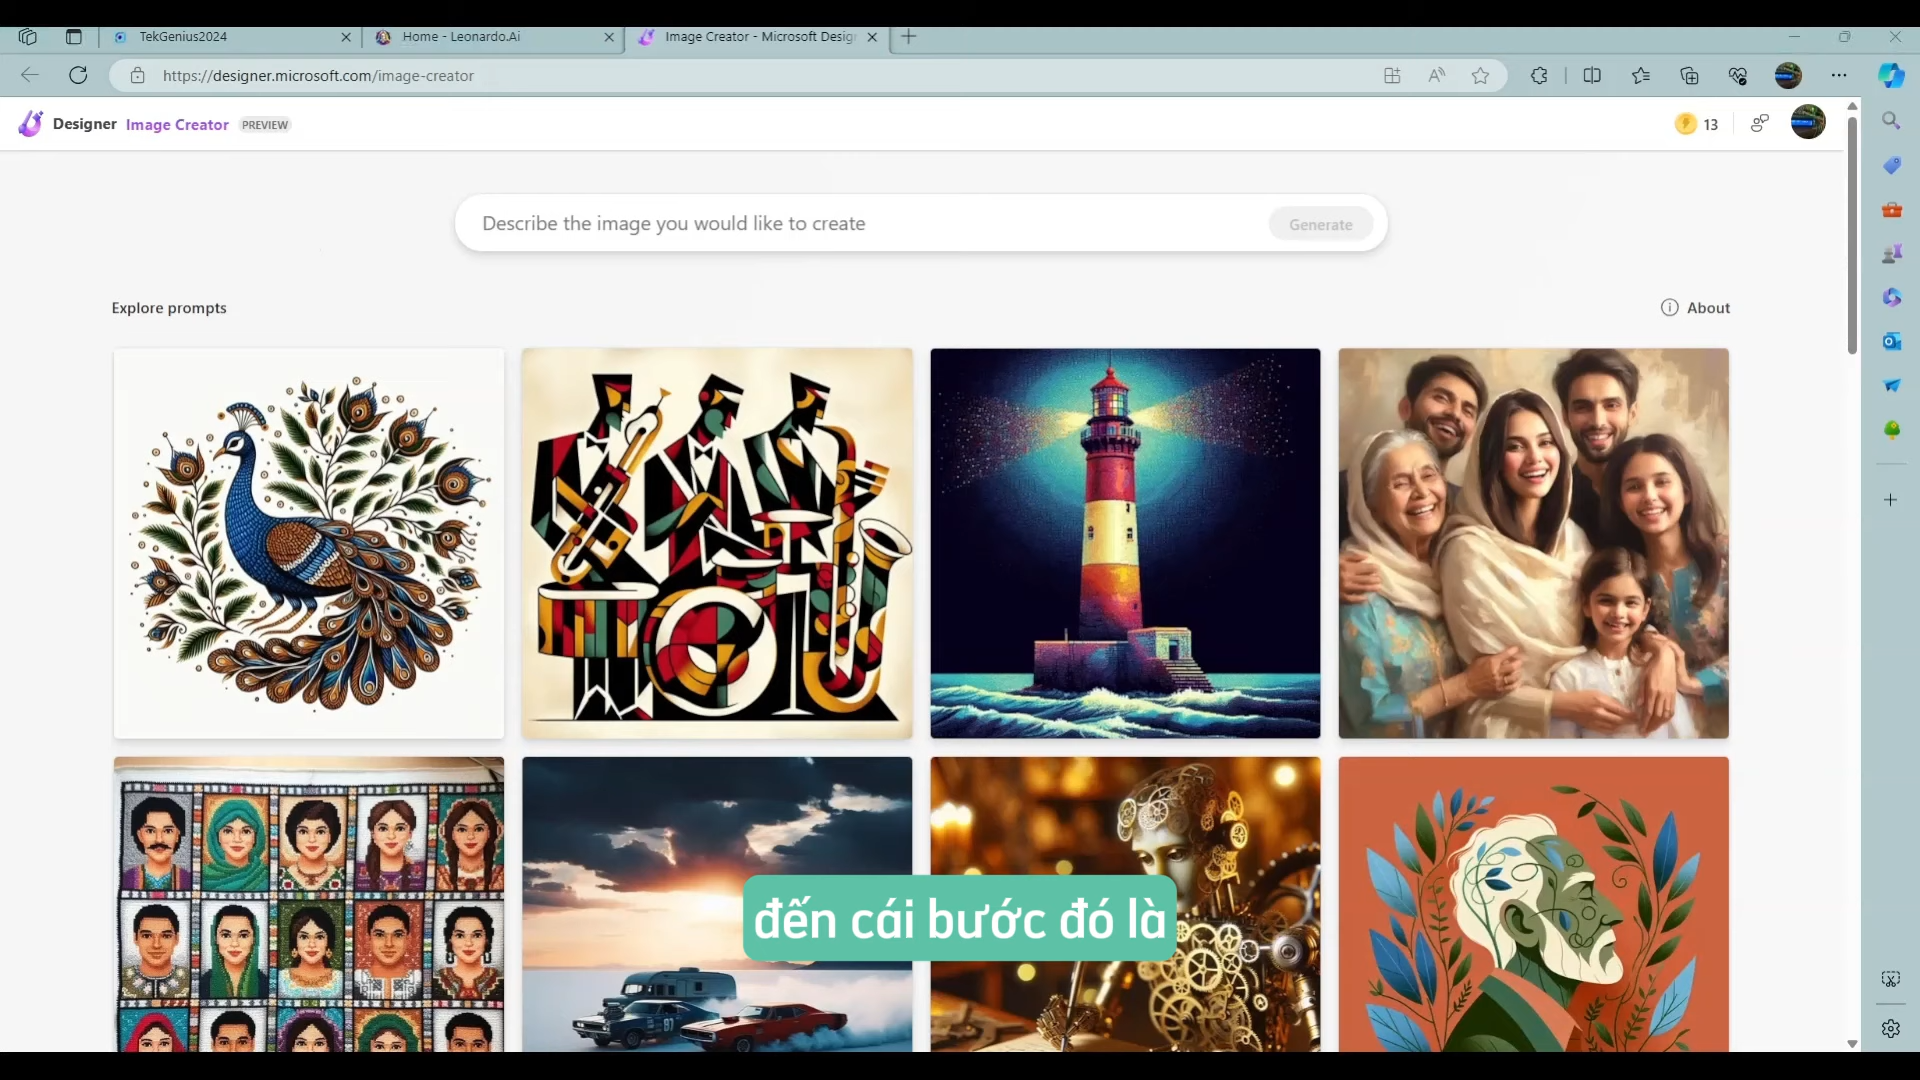 TekGenius2024
Home - Leonardo.Ai
Image Creator - Microsoft Desig
https://designer.microsoft.com/image-creator
Designer Image Creator PREVIEW
13
Describe the image you would like to create
Generate
Explore prompts
About
đến cái bước đó là